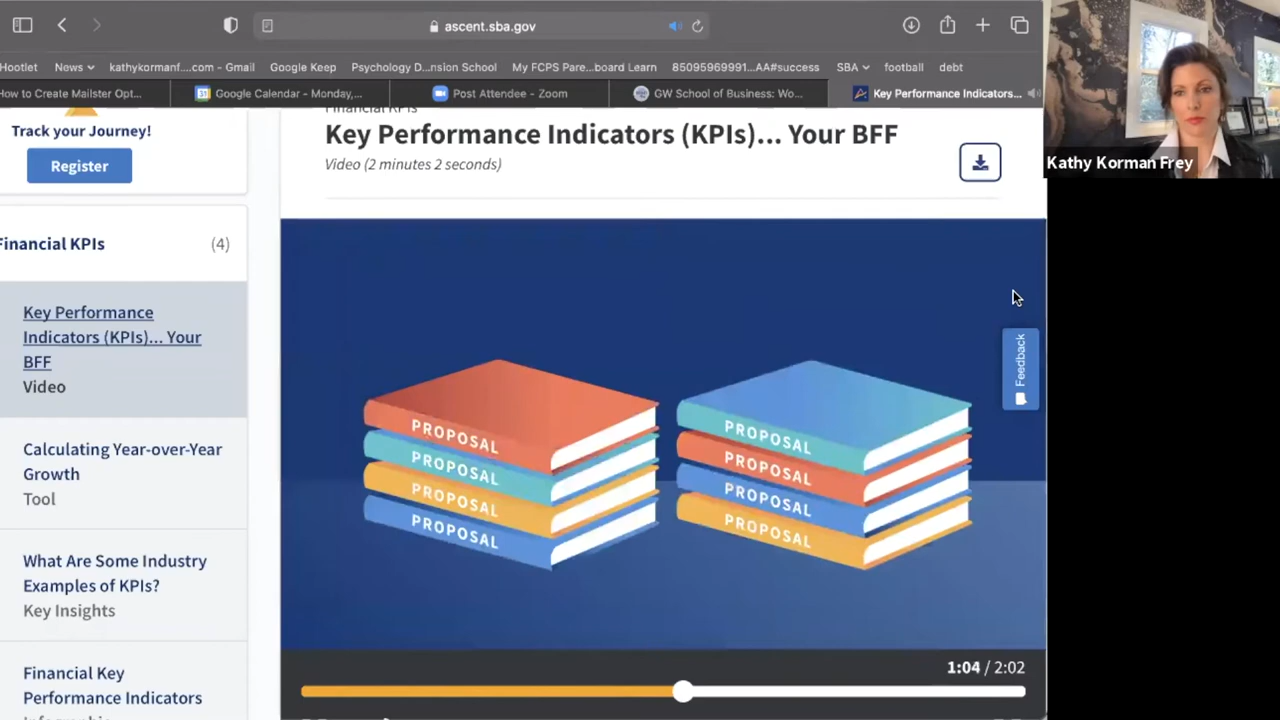 ascent.sba.gov
Hootlet
News
kathykormanf....com - Gmail
Google Keep
Psychology D...nsion School
My FCPS Pare...board Learn
85095969991...AA#success
SBA
football
debt
How to Create Mailster Opt...
Google Calendar - Monday,...
Post Attendee - Zoom
GW School of Business: Wo...
Key Performance Indicators...
Kathy Korman Frey
Track your Journey!
Register
Financial KPIs
(4)
Key Performance
Indicators (KPIs)... Your
BFF
Video
Calculating Year-over-Year
Growth
Tool
What Are Some Industry
Examples of KPIs?
Key Insights
Financial Key
Performance Indicators
Infographic
Financial KPIs
Key Performance Indicators (KPIs)... Your BFF
Video (2 minutes 2 seconds)
PROPOSAL
PROPOSAL
PROPOSAL
PROPOSAL
PROPOSAL
PROPOSAL
PROPOSAL
PROPOSAL
Feedback
1:04 / 2:02